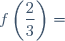 f(2/3) =